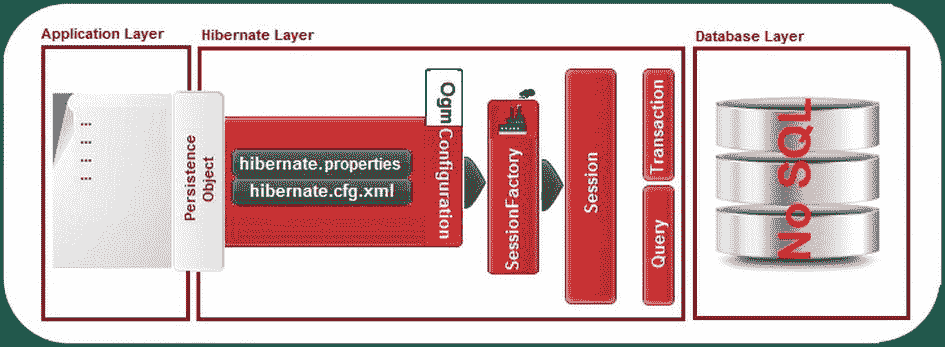 Application Layer
Hibernate Layer
Database Layer
...
...
...
...
Persistence
Object
hibernate.properties
hibernate.cfg.xml
Ogm
Configuration
SessionFactory
Session
Transaction
Query
No SQL